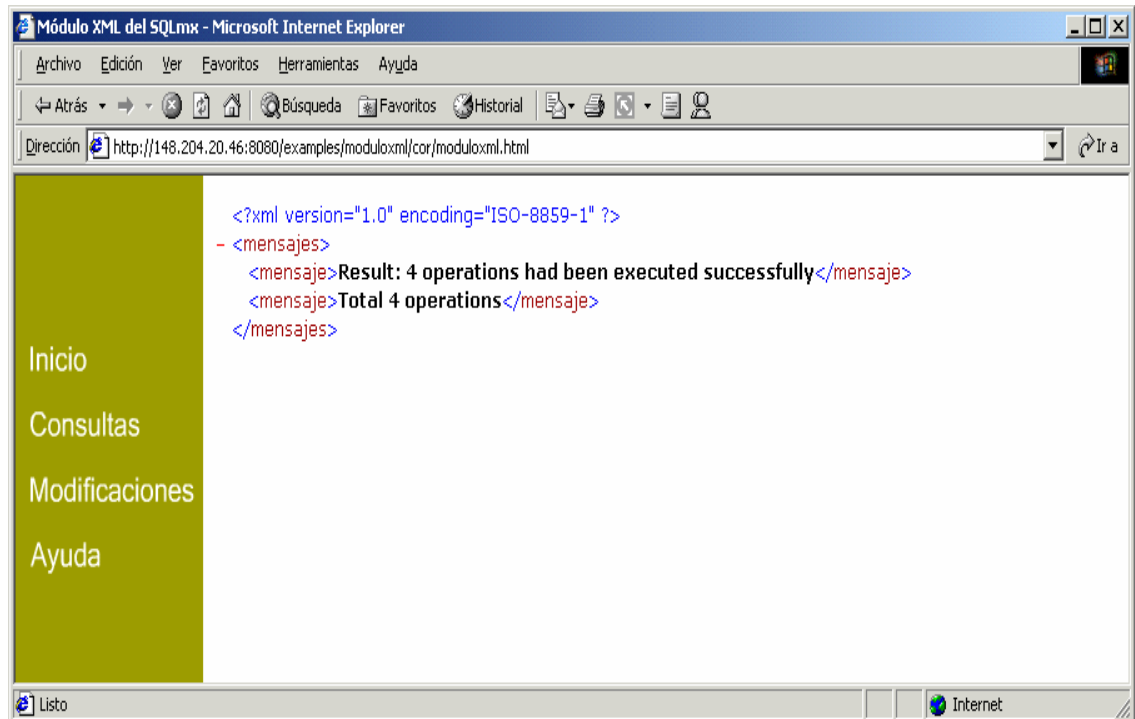 Módulo XML del SQLmx - Microsoft Internet Explorer
Archivo Edición Ver Favoritos Herramientas Ayuda
Atrás Búsqueda Favoritos Historial
Dirección http://148.204.20.46:8080/examples/moduloxml/cor/moduloxml.html Ir a
<?xml version="1.0" encoding="ISO-8859-1" ?>
- <mensajes>
<mensaje>Result: 4 operations had been executed successfully</mensaje>
<mensaje>Total 4 operations</mensaje>
</mensajes>
Inicio
Consultas
Modificaciones
Ayuda
Listo Internet